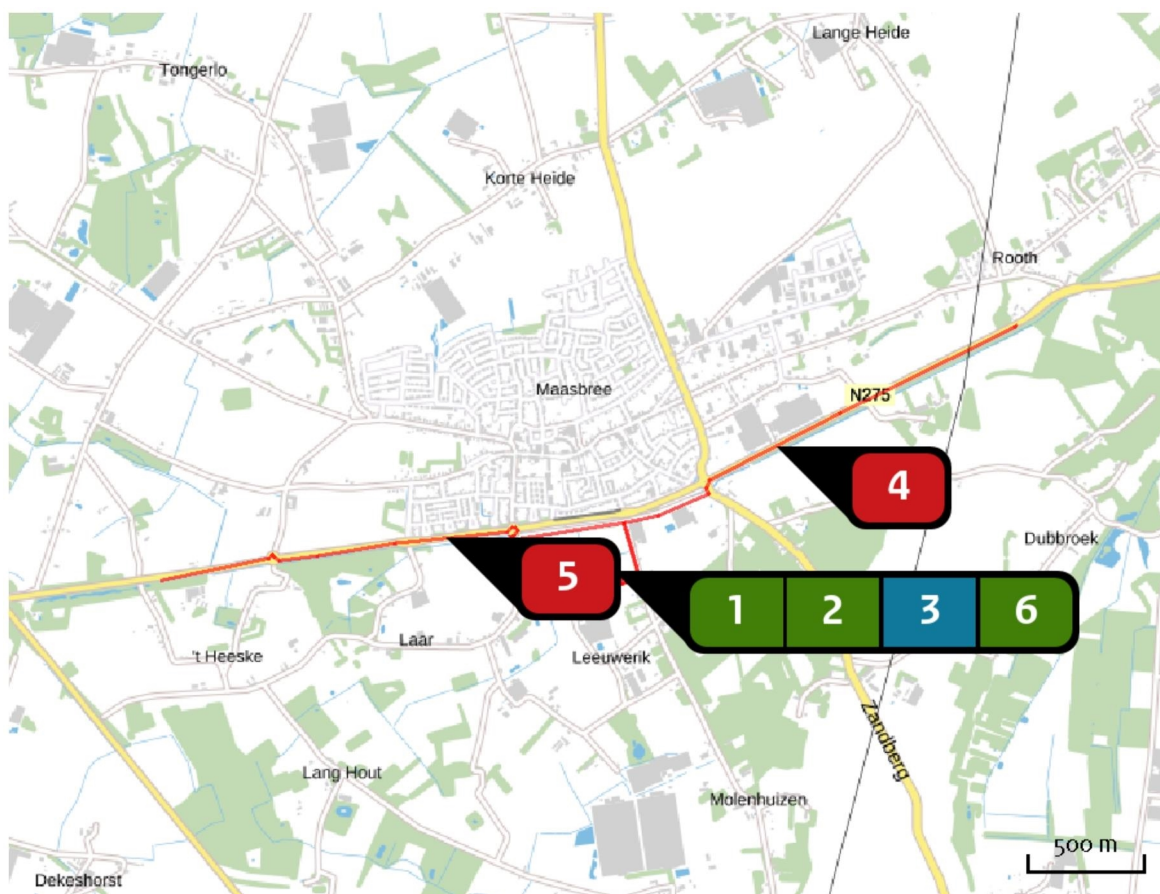 Lange Heide
Tongerlo
Korte Heide
Rooth
Maasbree
N275
4
Dubbroek
5
1 2 3 6
Laar
't Heeske
Leeuwerik
Zandberg
Lang Hout
Molenhuizen
500 m
Dekeshorst